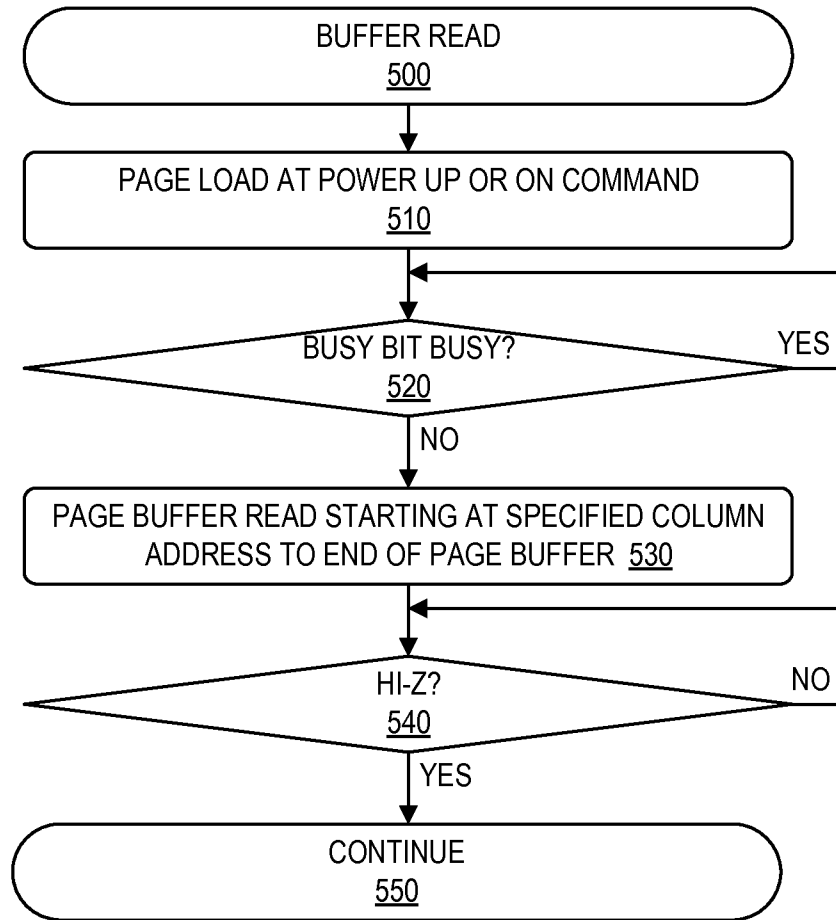 BUFFER READ
500
PAGE LOAD AT POWER UP OR ON COMMAND
510
BUSY BIT BUSY?
520
YES
NO
PAGE BUFFER READ STARTING AT SPECIFIED COLUMN
ADDRESS TO END OF PAGE BUFFER 530
HI-Z?
540
NO
YES
CONTINUE
550